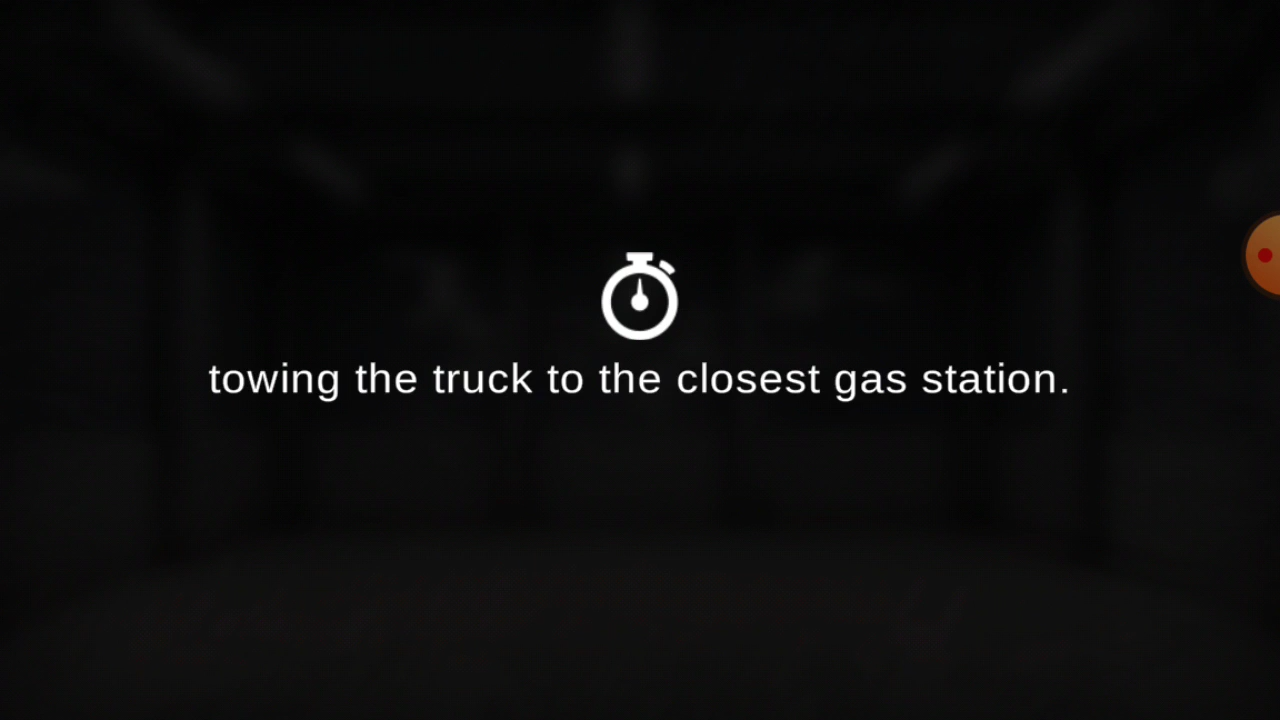 towing the truck to the closest gas station.